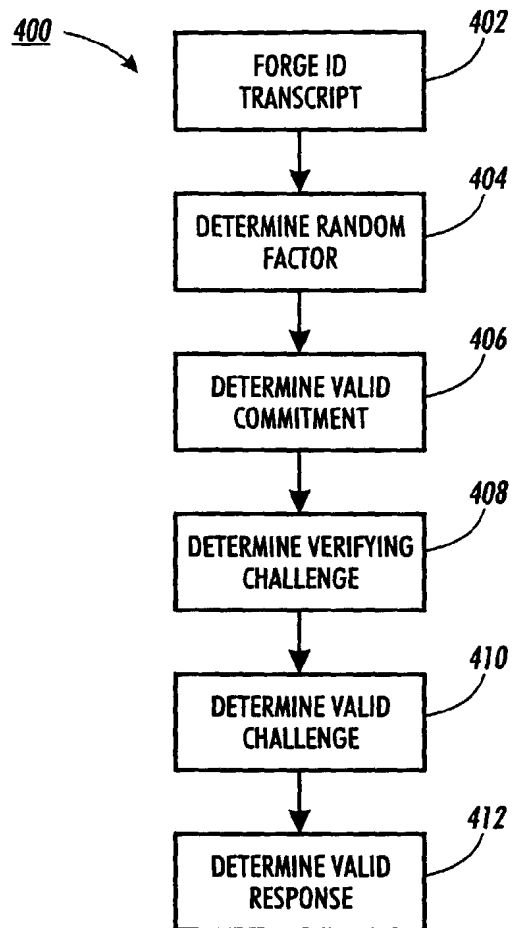 400
402
FORGE ID
TRANSCRIPT
404
DETERMINE RANDOM
FACTOR
406
DETERMINE VALID
COMMITMENT
408
DETERMINE VERIFYING
CHALLENGE
410
DETERMINE VALID
CHALLENGE
412
DETERMINE VALID
RESPONSE